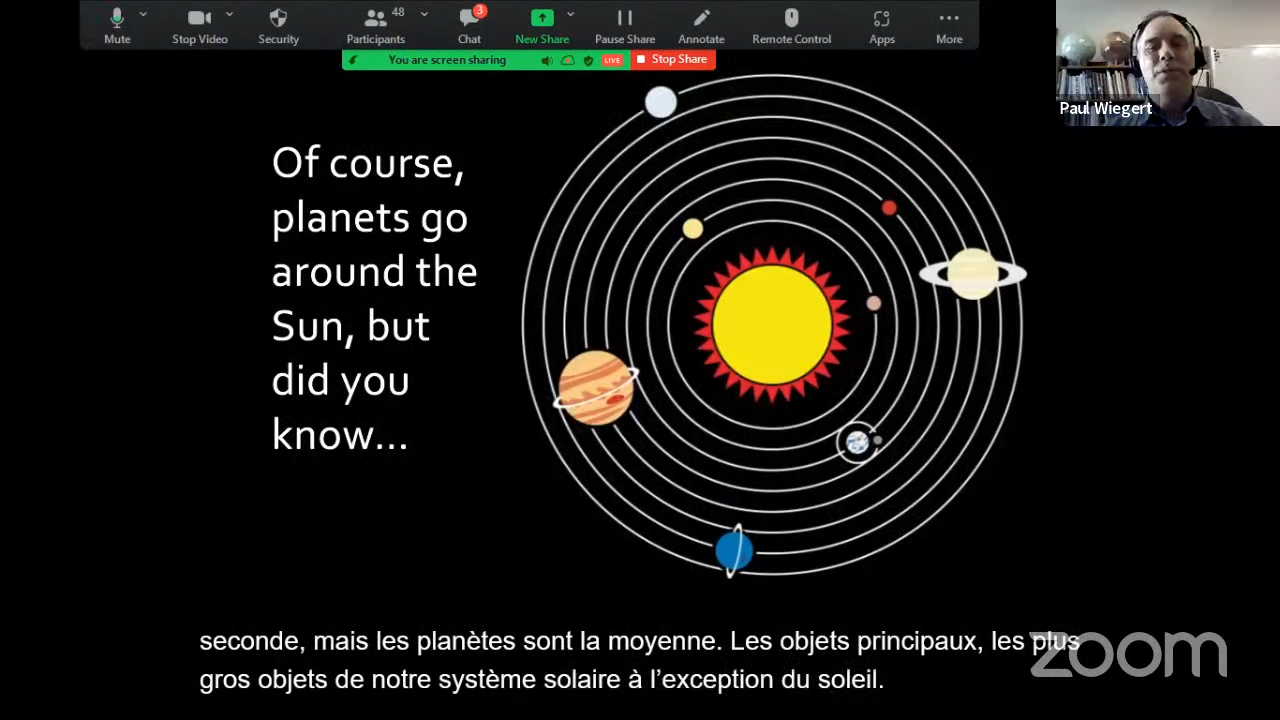 48
3
Mute
Stop Video
Security
Participants
Chat
New Share
Pause Share
Annotate
Remote Control
Apps
More
You are screen sharing
LIVE
Stop Share
Paul Wiegert
Of course,
planets go
around the
Sun, but
did you
know...
seconde, mais les planètes sont la moyenne. Les objets principaux, les plus
gros objets de notre système solaire à l’exception du soleil.
zoom